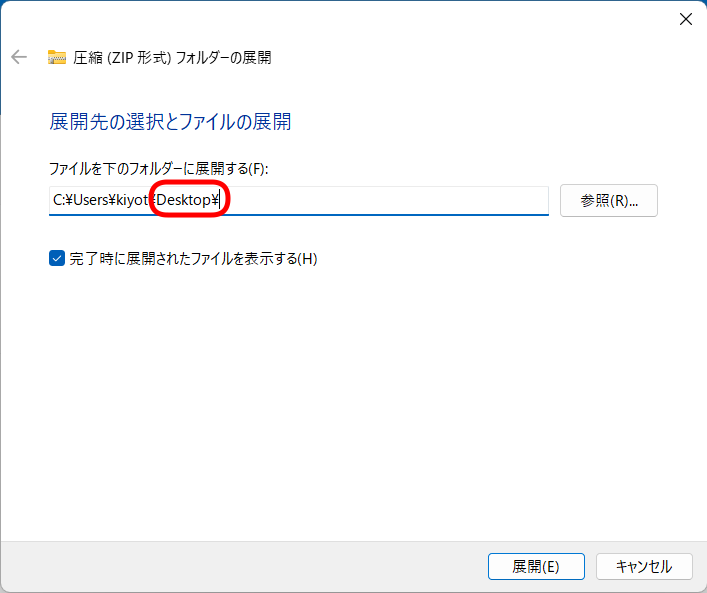 圧縮 (ZIP 形式) フォルダーの展開
展開先の選択とファイルの展開
ファイルを下のフォルダーに展開する(F):
C:¥Users¥kiyot¥Desktop¥
参照(R)...
完了時に展開されたファイルを表示する(H)
展開(E)
キャンセル